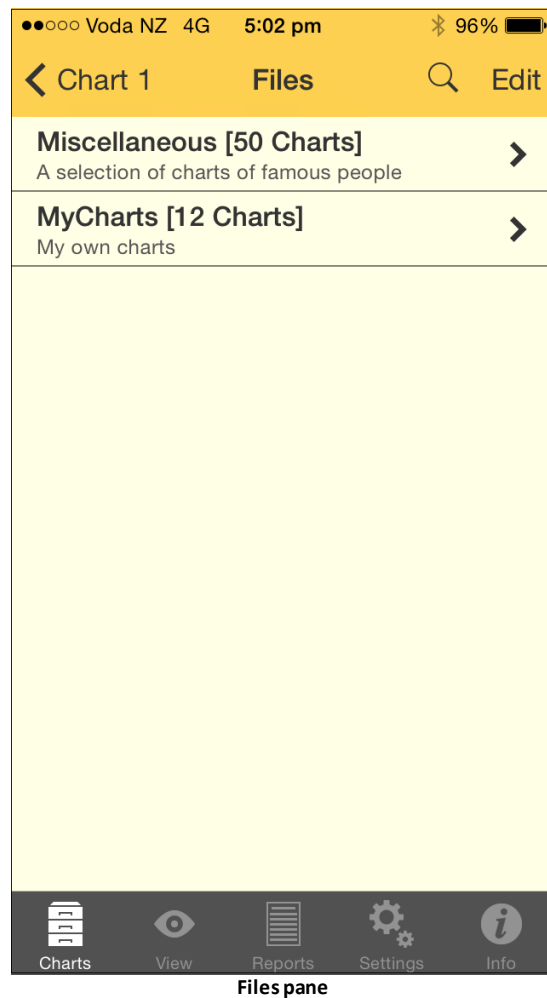 Voda NZ 4G 5:02 pm 96%
Chart 1 Files Edit
Miscellaneous [50 Charts]
A selection of charts of famous people
MyCharts [12 Charts]
My own charts
Charts View Reports Settings Info
Files pane